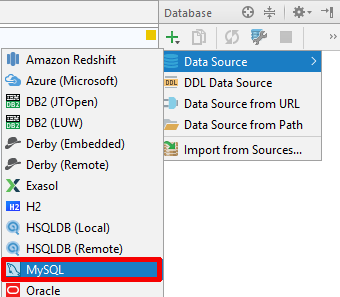 Database
Data Source
DDL Data Source
Data Source from URL
Data Source from Path
Import from Sources...
Amazon Redshift
Azure (Microsoft)
DB2 (JTOpen)
DB2 (LUW)
Derby (Embedded)
Derby (Remote)
Exasol
H2
HSQLDB (Local)
HSQLDB (Remote)
MySQL
Oracle